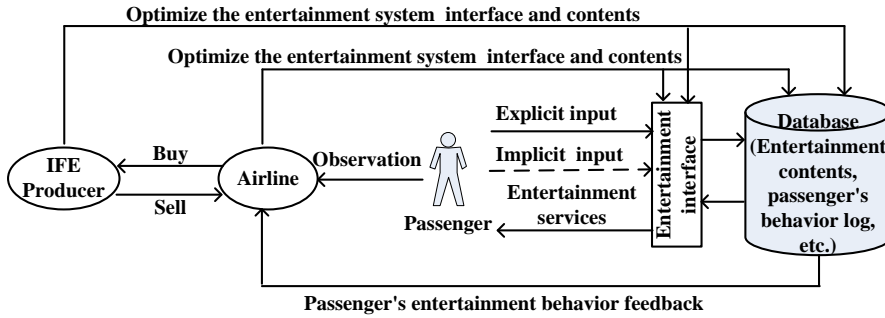 Optimize the entertainment system interface and contents
Optimize the entertainment system interface and contents
IFE
Producer
Buy
Sell
Airline
Observation
Passenger
Explicit input
Implicit input
Entertainment
services
Entertainment
interface
Database
(Entertainment
contents,
passenger's
behavior log,
etc.)
Passenger's entertainment behavior feedback